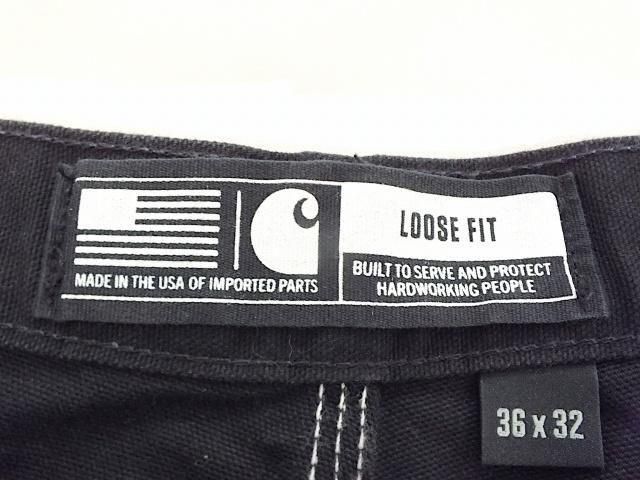 LOOSE FIT
MADE IN THE USA OF IMPORTED PARTS
BUILT TO SERVE AND PROTECT
HARDWORKING PEOPLE
36 x 32